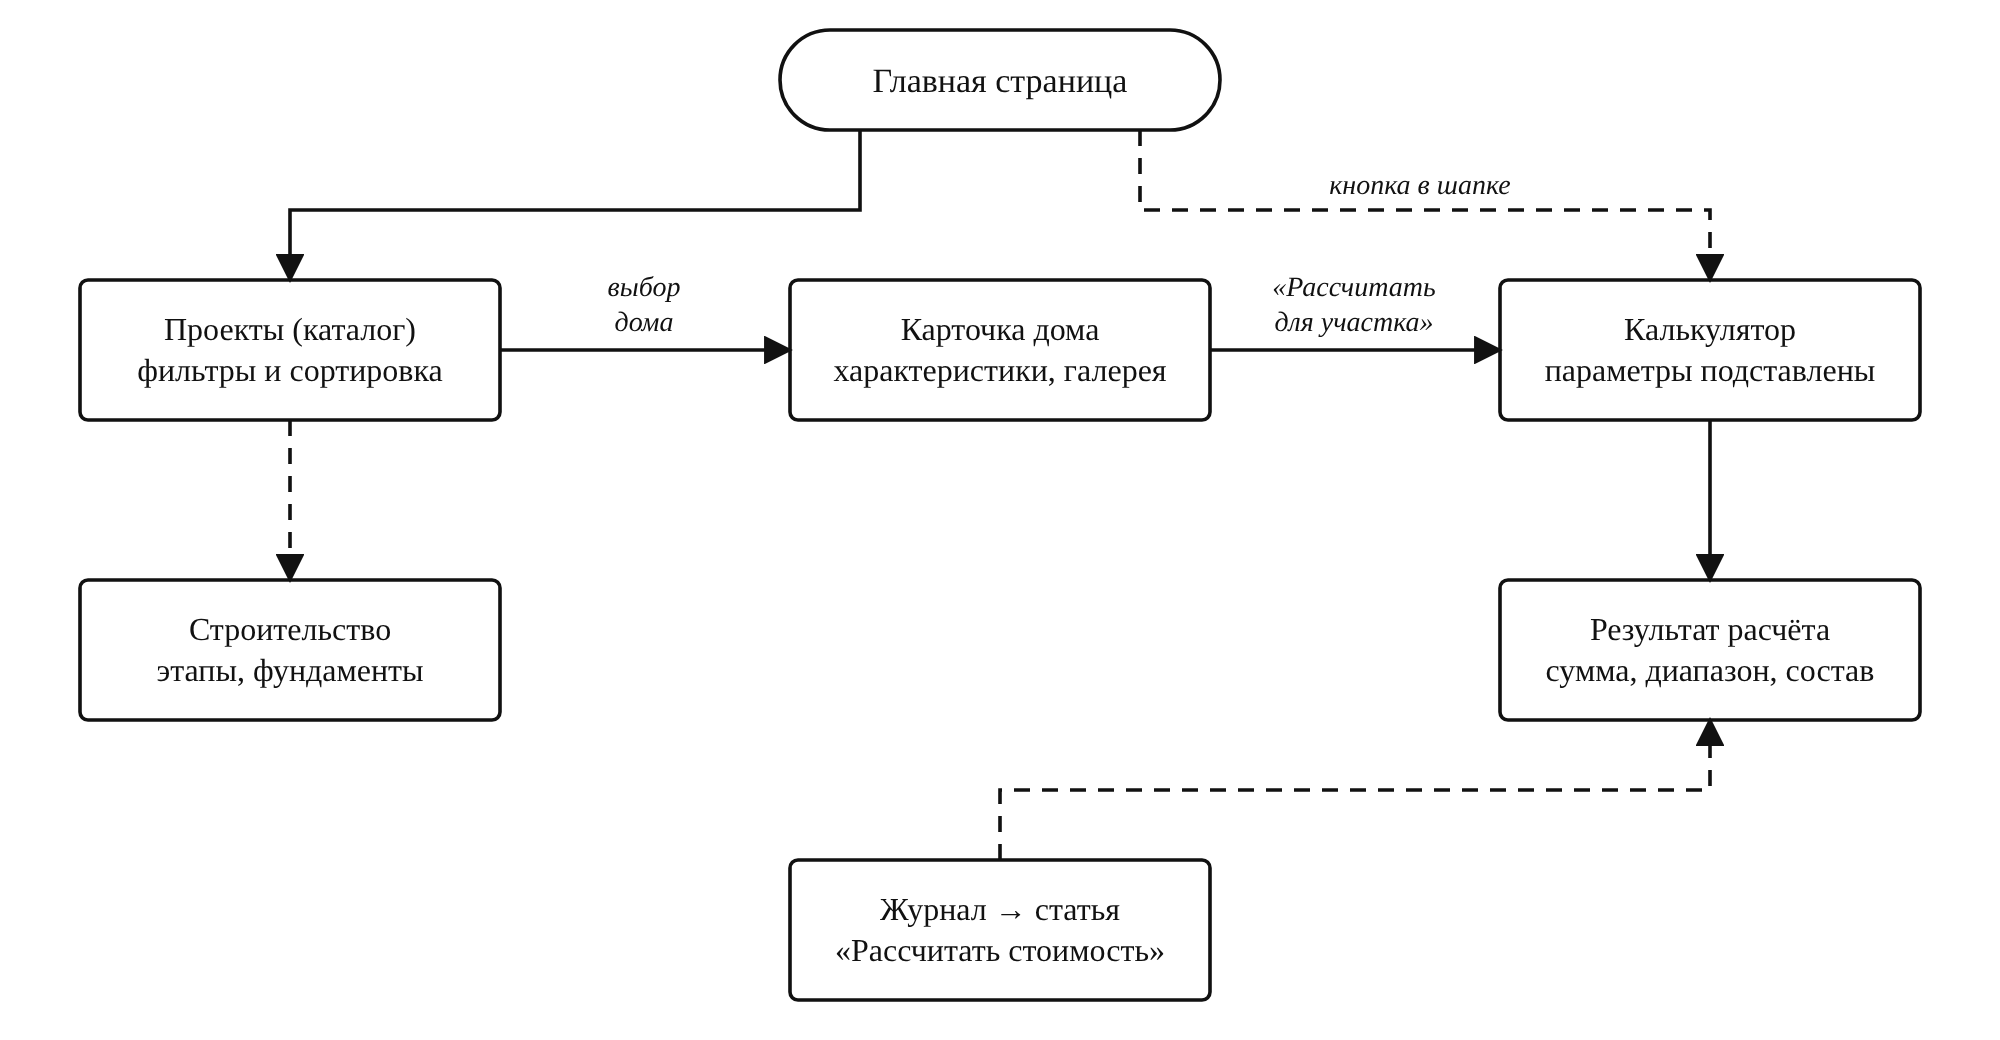 Главная страница
кнопка в шапке
выбор
дома
«Рассчитать
для участка»
Проекты (каталог)
фильтры и сортировка
Карточка дома
характеристики, галерея
Калькулятор
параметры подставлены
Строительство
этапы, фундаменты
Результат расчёта
сумма, диапазон, состав
Журнал → статья
«Рассчитать стоимость»